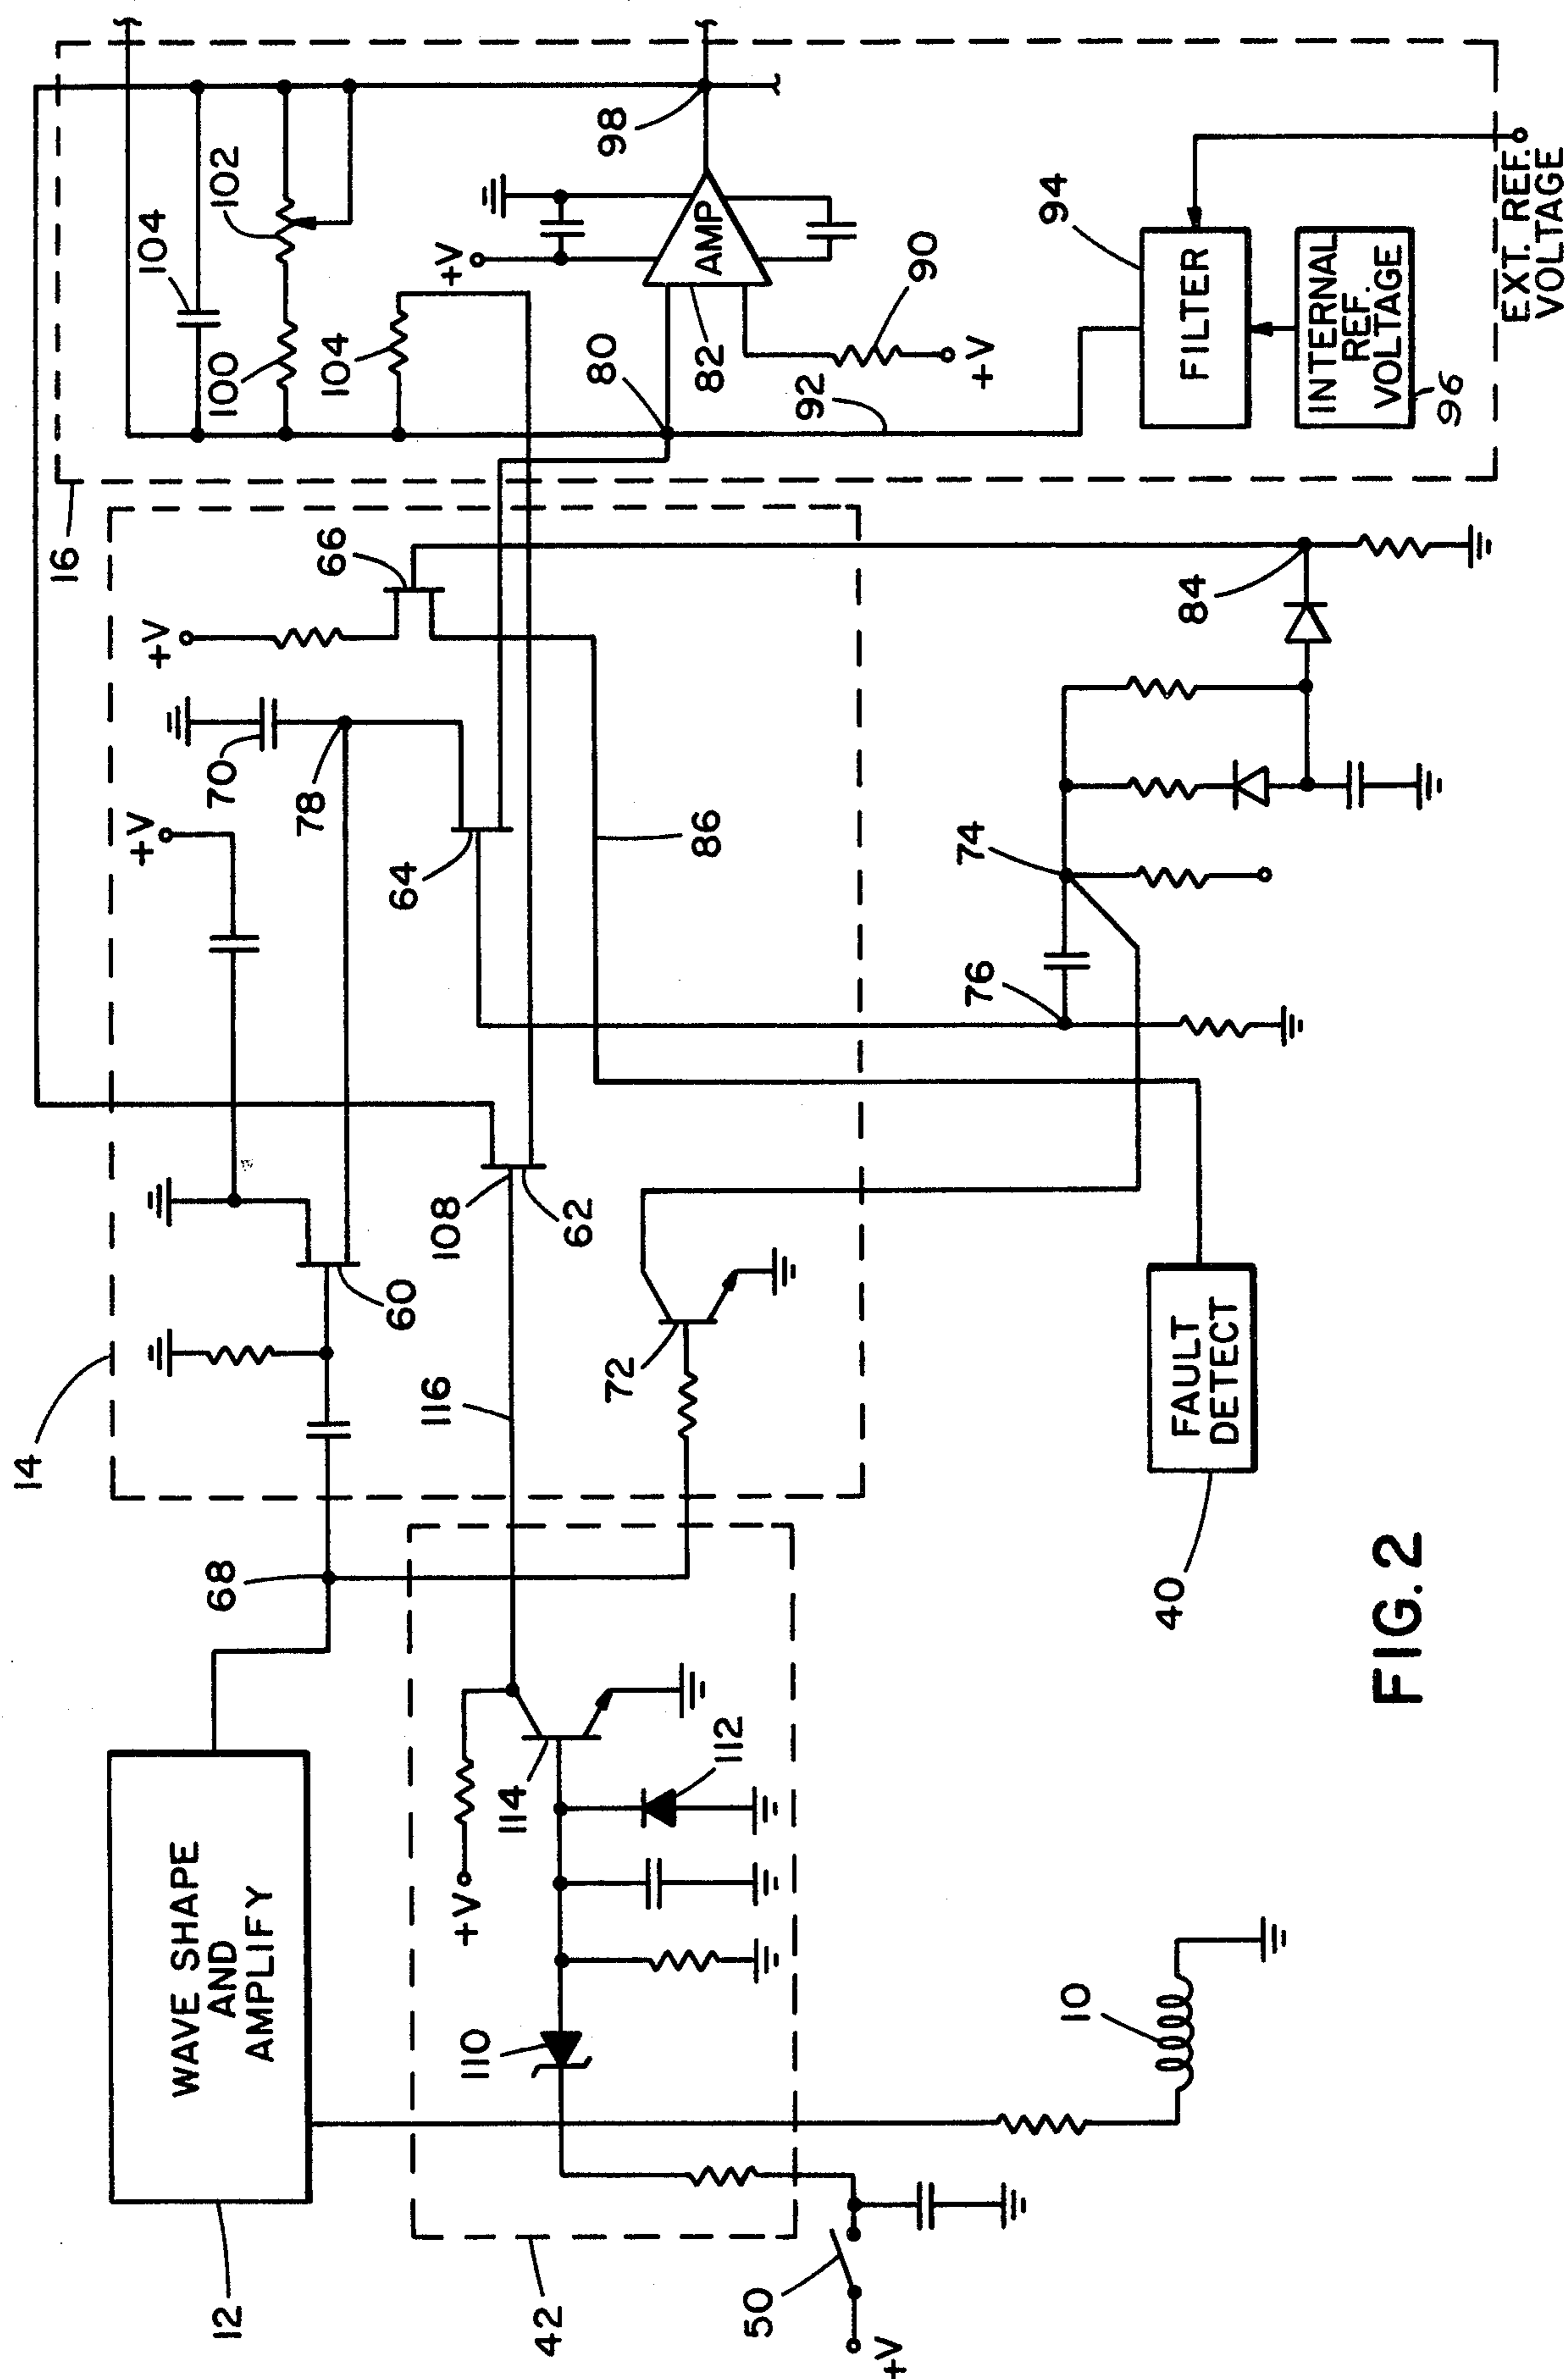 WAVE SHAPE
AND
AMPLIFY
12
68
14
60
+V
70
78
+V
66
16
104
100
102
104
+V
98
AMP
82
80
90
+V
92
94
FILTER
INTERNAL
REF.
VOLTAGE
96
EXT. REF.
VOLTAGE
64
108
62
116
72
86
84
74
76
+V
114
112
110
42
50
+V
10
FAULT
DETECT
40
FIG. 2